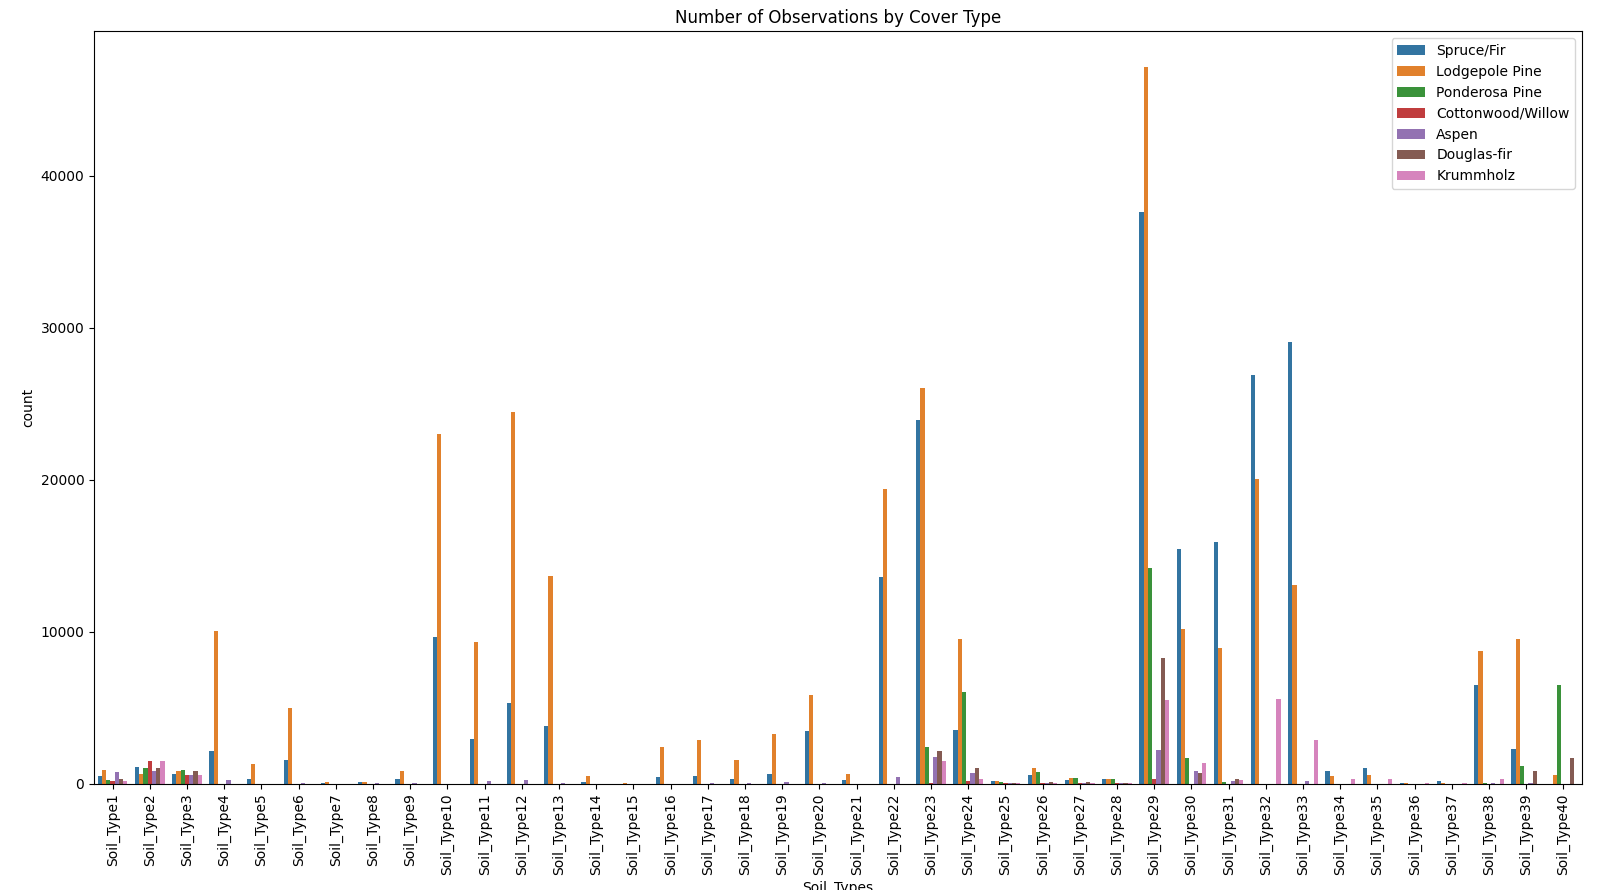 Number of Observations by Cover Type
Spruce/Fir
Lodgepole Pine
Ponderosa Pine
Cottonwood/Willow
Aspen
Douglas-fir
Krummholz
count
40000
30000
20000
10000
0
Soil_Type1
Soil_Type2
Soil_Type3
Soil_Type4
Soil_Type5
Soil_Type6
Soil_Type7
Soil_Type8
Soil_Type9
Soil_Type10
Soil_Type11
Soil_Type12
Soil_Type13
Soil_Type14
Soil_Type15
Soil_Type16
Soil_Type17
Soil_Type18
Soil_Type19
Soil_Type20
Soil_Type21
Soil_Type22
Soil_Type23
Soil_Type24
Soil_Type25
Soil_Type26
Soil_Type27
Soil_Type28
Soil_Type29
Soil_Type30
Soil_Type31
Soil_Type32
Soil_Type33
Soil_Type34
Soil_Type35
Soil_Type36
Soil_Type37
Soil_Type38
Soil_Type39
Soil_Type40
Soil_Types